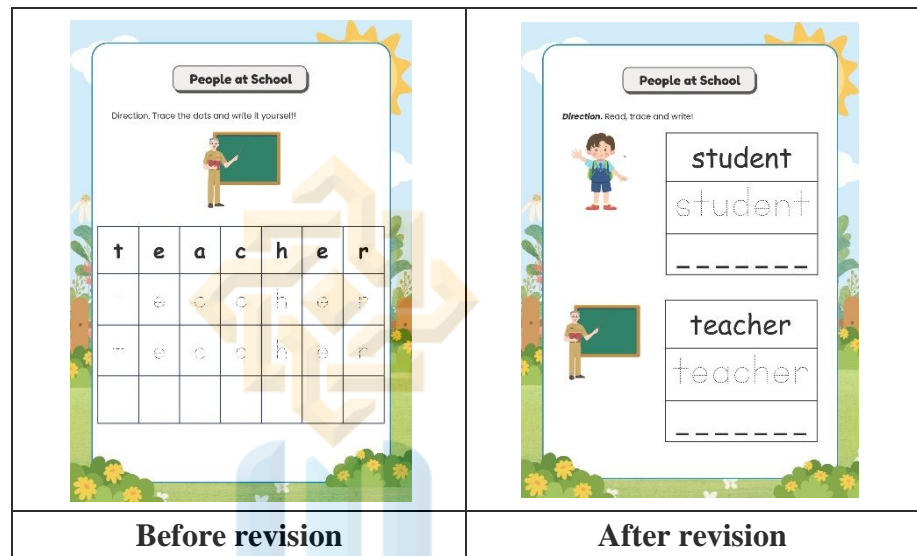 People at School
Direction. Trace the dots and write it yourself!
t e a c h e r
e c c h e r
m e c c h e r
People at School
Direction. Read, trace and write!
student
student
teacher
teacher
Before revision
After revision